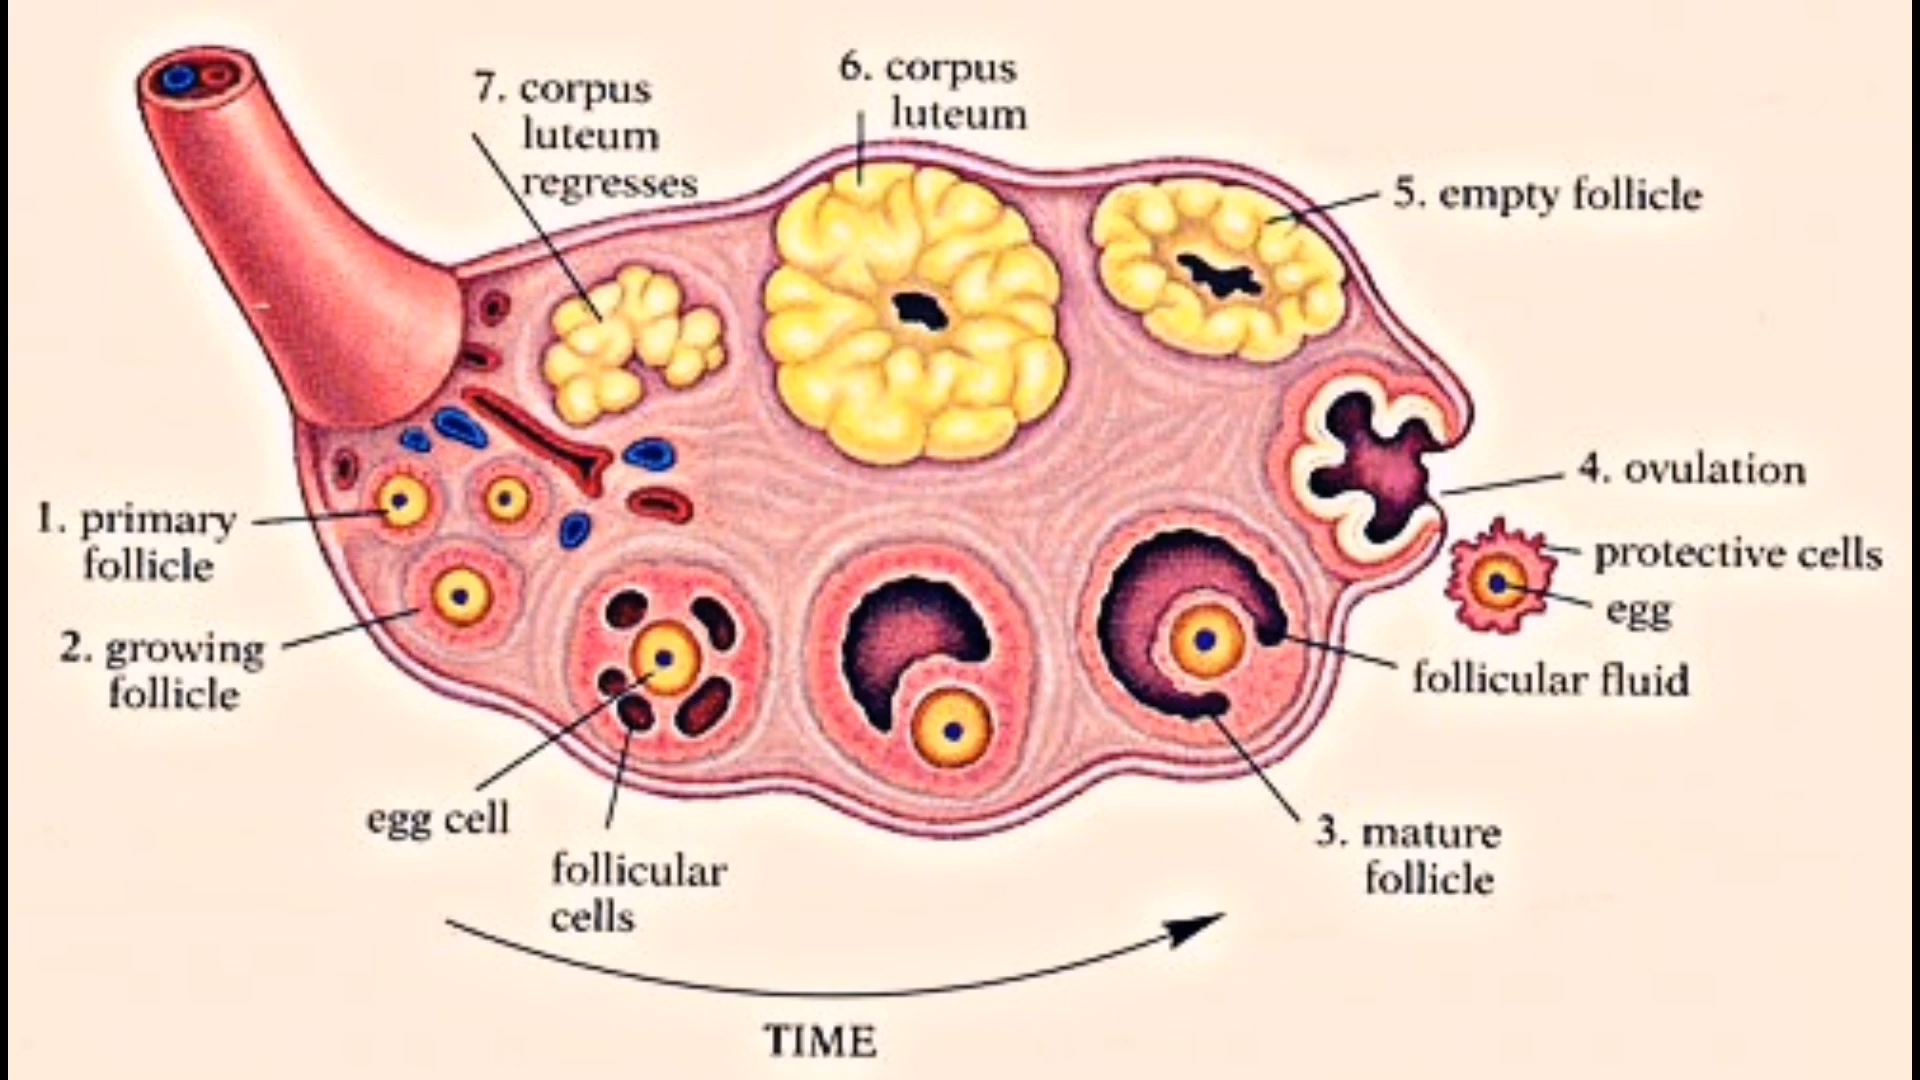 7. corpus
luteum
regresses
6. corpus
luteum
5. empty follicle
4. ovulation
protective cells
egg
follicular fluid
3. mature
follicle
1. primary
follicle
2. growing
follicle
egg cell
follicular
cells
TIME